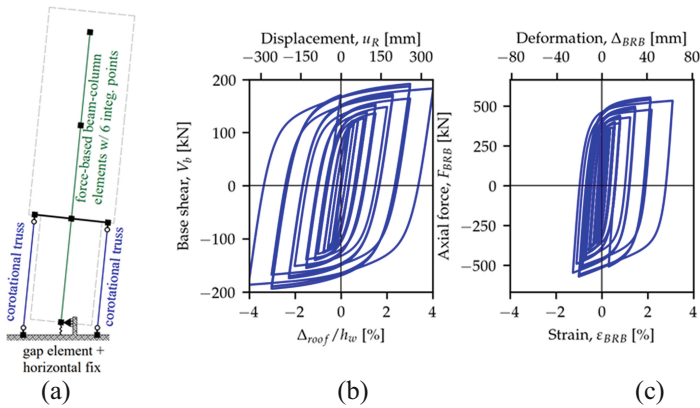 (a)
force-based beam-column
elements w/ 6 integ. points
corotational truss
corotational truss
gap element +
horizontal fix
Displacement, u_R [mm]
−300 −150 0 150 300
200
100
0
−100
−200
Base shear, V_b [kN]
−4 −2 0 2 4
Δ_roof/h_w [%]
(b)
Deformation, Δ_BRB [mm]
−80 −40 0 40 80
500
250
0
−250
−500
Axial force, F_BRB [kN]
−4 −2 0 2 4
Strain, ε_BRB [%]
(c)